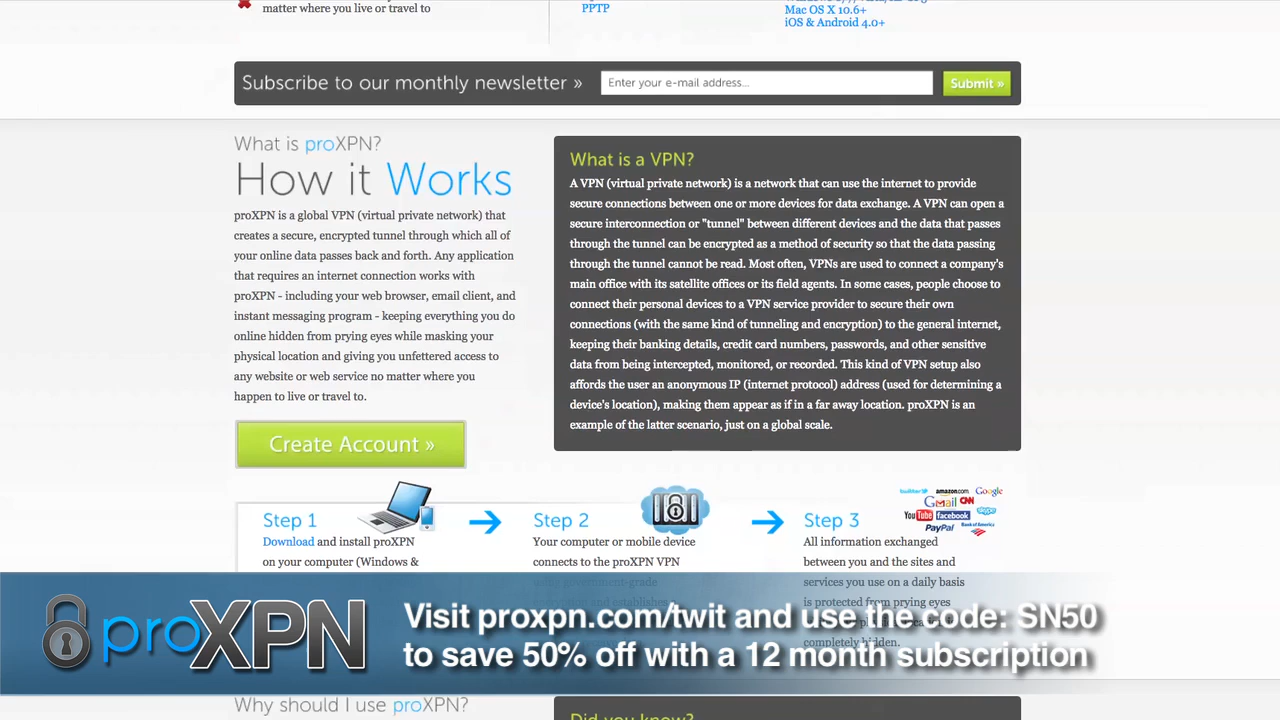 matter where you live or travel to
PPTP
Mac OS X 10.6+
iOS & Android 4.0+
Subscribe to our monthly newsletter »
Enter your e-mail address...
Submit »
What is proXPN?
How it Works
proXPN is a global VPN (virtual private network) that
creates a secure, encrypted tunnel through which all of
your online data passes back and forth. Any application
that requires an internet connection works with
proXPN - including your web browser, email client, and
instant messaging program - keeping everything you do
online hidden from prying eyes while masking your
physical location and giving you unfettered access to
any website or web service no matter where you
happen to live or travel to.
Create Account »
What is a VPN?
A VPN (virtual private network) is a network that can use the internet to provide
secure connections between one or more devices for data exchange. A VPN can open a
secure interconnection or "tunnel" between different devices and the data that passes
through the tunnel can be encrypted as a method of security so that the data passing
through the tunnel cannot be read. Most often, VPNs are used to connect a company's
main office with its satellite offices or its field agents. In some cases, people choose to
connect their personal devices to a VPN service provider to secure their own
connections (with the same kind of tunneling and encryption) to the general internet,
keeping their banking details, credit card numbers, passwords, and other sensitive
data from being intercepted, monitored, or recorded. This kind of VPN setup also
affords the user an anonymous IP (internet protocol) address (used for determining a
device's location), making them appear as if in a far away location. proXPN is an
example of the latter scenario, just on a global scale.
Step 1
Download and install proXPN
on your computer (Windows &
Step 2
Your computer or mobile device
connects to the proXPN VPN
Step 3
twitter amazon.com Google
Gmail CNN
YouTube facebook skype
PayPal Bank of America
All information exchanged
between you and the sites and
services you use on a daily basis
is protected from prying eyes
completely hidden.
proXPN
Visit proxpn.com/twit and use the code: SN50
to save 50% off with a 12 month subscription
Why should I use proXPN?
Did you know?